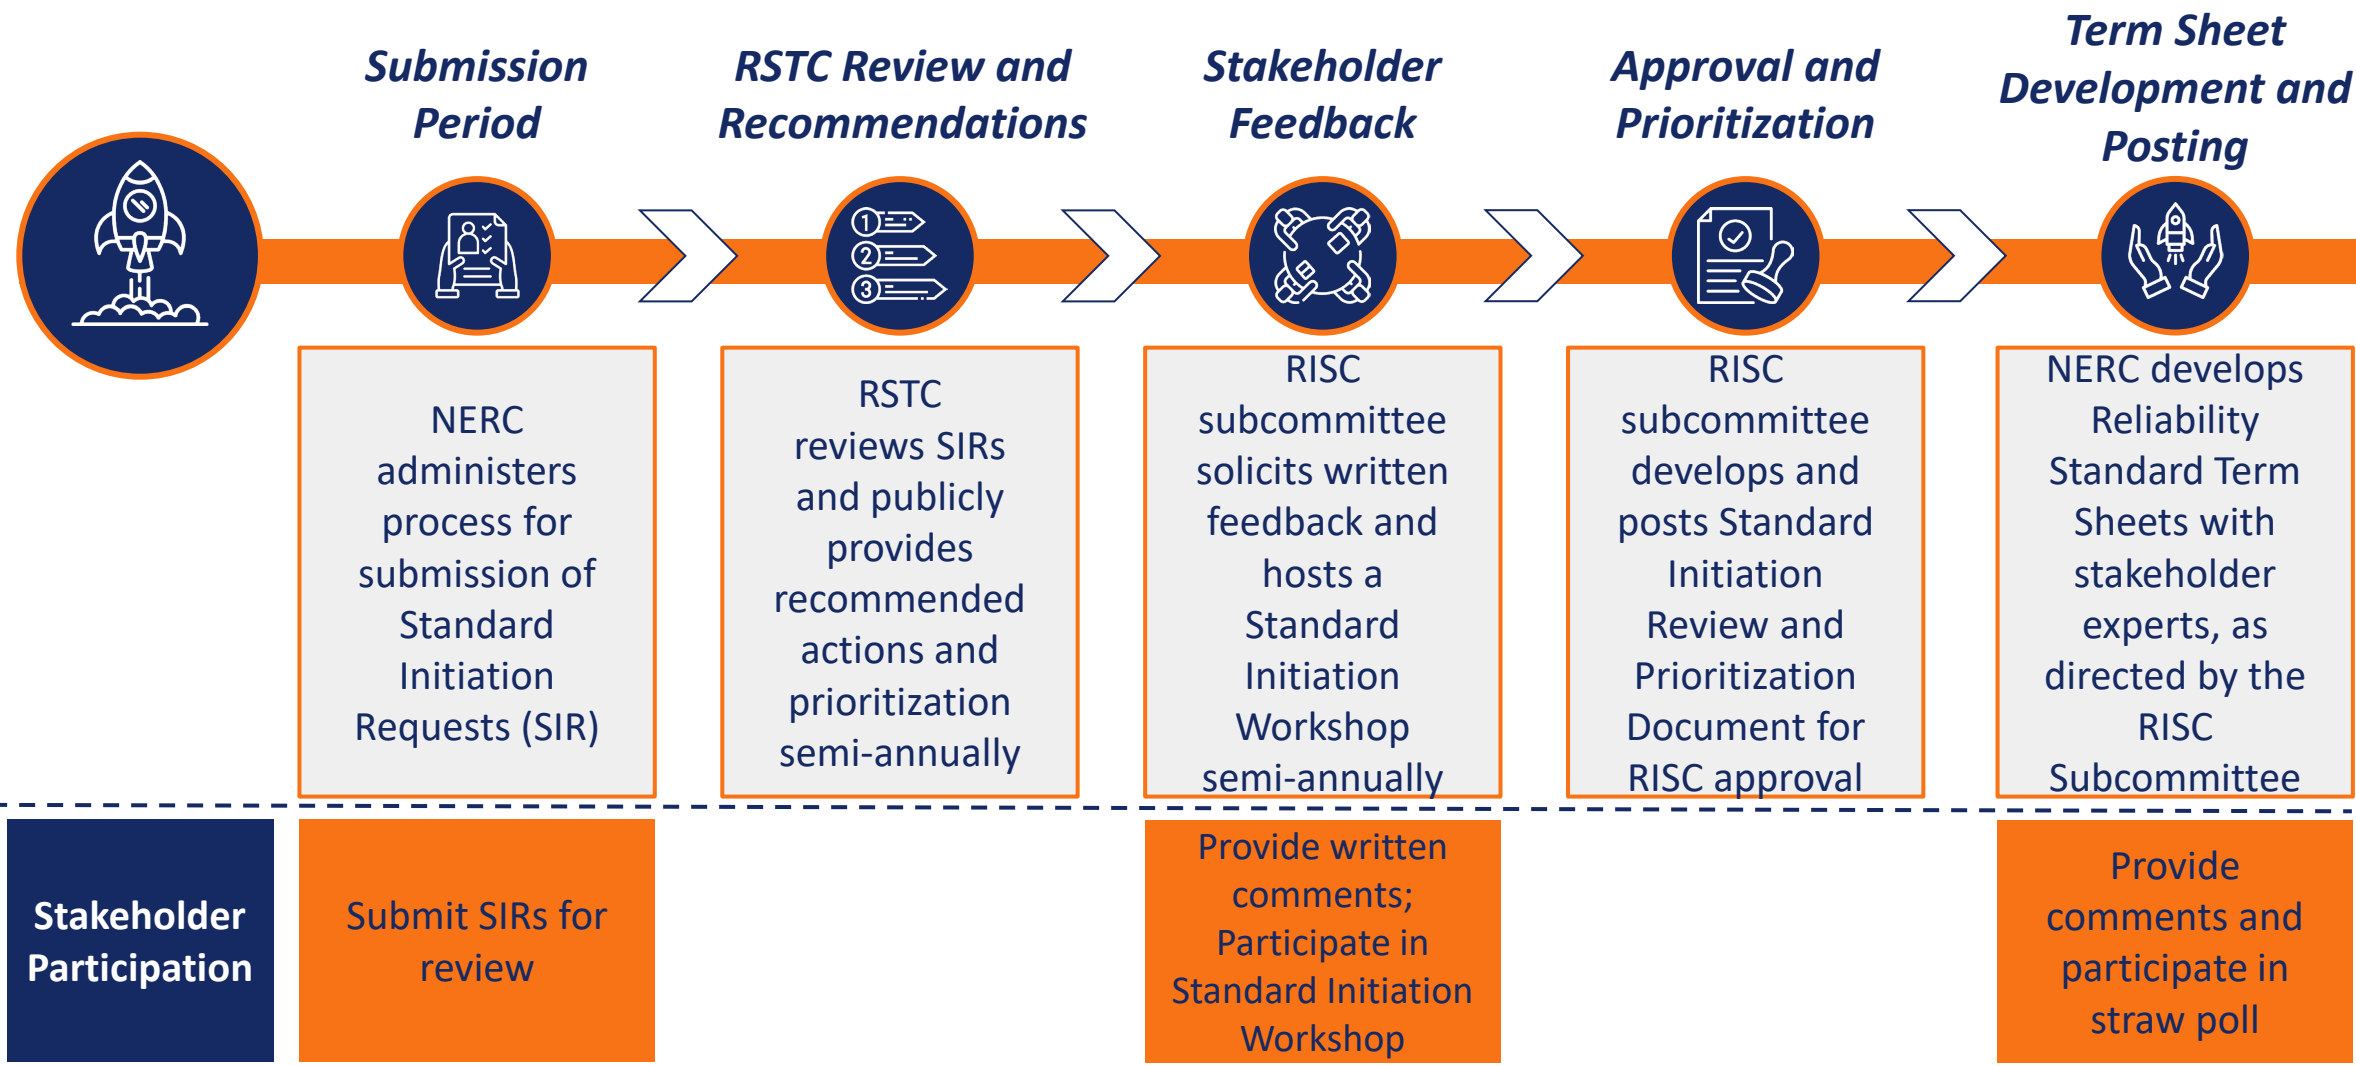 Submission
Period
RSTC Review and
Recommendations
Stakeholder
Feedback
Approval and
Prioritization
Term Sheet
Development and
Posting
1
2
3
NERC
administers
process for
submission of
Standard
Initiation
Requests (SIR)
RSTC
reviews SIRs
and publicly
provides
recommended
actions and
prioritization
semi-annually
RISC
subcommittee
solicits written
feedback and
hosts a
Standard
Initiation
Workshop
semi-annually
RISC
subcommittee
develops and
posts Standard
Initiation
Review and
Prioritization
Document for
RISC approval
NERC develops
Reliability
Standard Term
Sheets with
stakeholder
experts, as
directed by the
RISC
Subcommittee
Stakeholder
Participation
Submit SIRs for
review
Provide written
comments;
Participate in
Standard Initiation
Workshop
Provide
comments and
participate in
straw poll